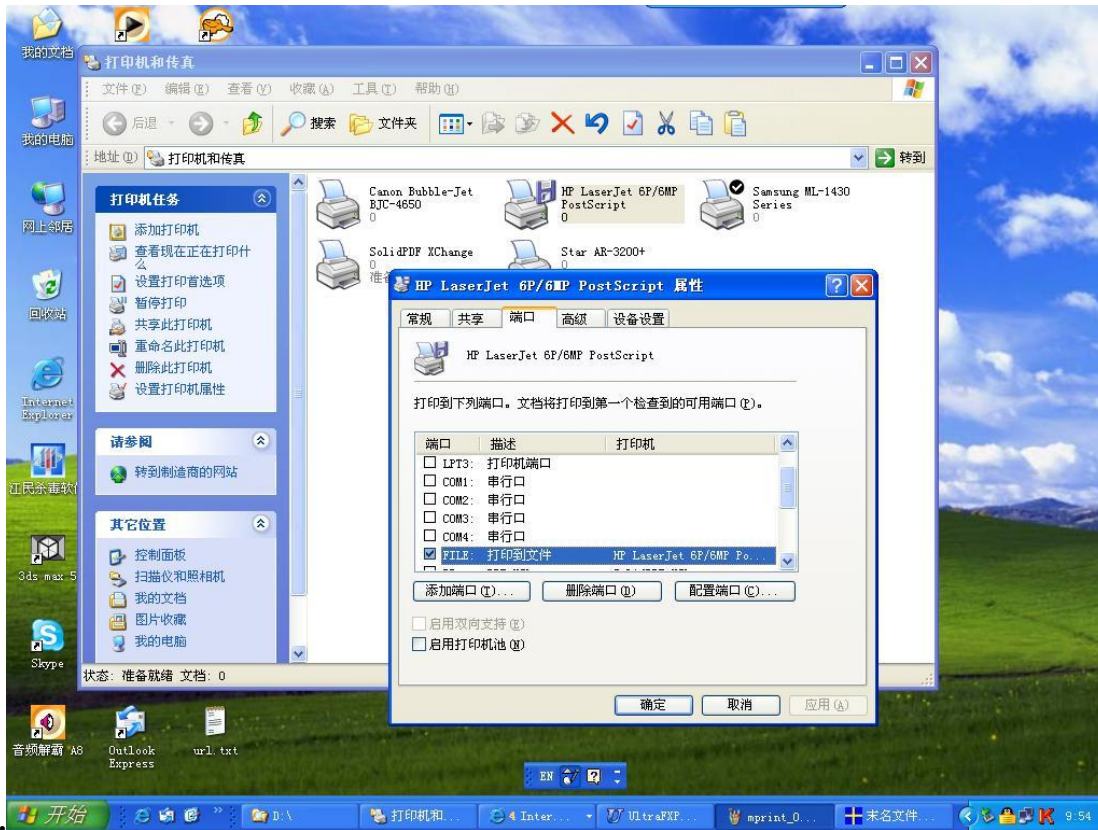 我的文档
我的电脑
网上邻居
回收站
Internet
Explorer
江民杀毒软
3ds max 5
Skype
音频解霸 A8
Outlook
Express
url.txt
打印机和传真
文件(F) 编辑(E) 查看(V) 收藏(A) 工具(T) 帮助(H)
后退 搜索 文件夹
地址(D) 打印机和传真 转到
打印机任务
添加打印机
查看现在正在打印什
么
设置打印首选项
暂停打印
共享此打印机
重命名此打印机
删除此打印机
设置打印机属性
请参阅
转到制造商的网站
其它位置
控制面板
扫描仪和照相机
我的文档
图片收藏
我的电脑
Canon Bubble-Jet
BJC-4650
0
HP LaserJet 6P/6MP
PostScript
0
Samsung ML-1430
Series
0
SolidPDF XChange
0
Star AR-3200+
0
HP LaserJet 6P/6MP PostScript 属性
常规 共享 端口 高级 设备设置
HP LaserJet 6P/6MP PostScript
打印到下列端口。文档将打印到第一个检查到的可用端口(P)。
端口 描述 打印机
LPT3: 打印机端口
COM1: 串行口
COM2: 串行口
COM3: 串行口
COM4: 串行口
FILE: 打印到文件 HP LaserJet 6P/6MP Po...
添加端口(T)... 删除端口(D) 配置端口(C)...
启用双向支持(E)
启用打印机池(N)
确定 取消 应用(A)
状态: 准备就绪 文档: 0
EN
开始 D:\ 打印机和... 4 Inter... UltraFXP... mprint_0... 未名文件... 9:54